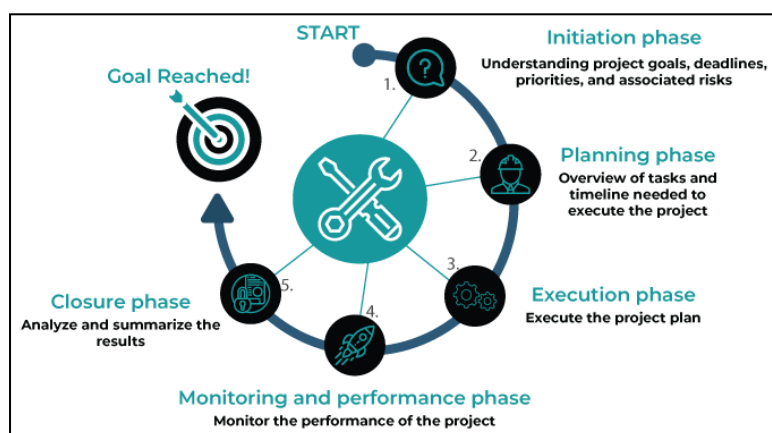 START
Goal Reached!
1.
Initiation phase
Understanding project goals, deadlines,
priorities, and associated risks
2.
Planning phase
Overview of tasks and
timeline needed to
execute the project
3.
Execution phase
Execute the project plan
4.
Monitoring and performance phase
Monitor the performance of the project
5.
Closure phase
Analyze and summarize the
results